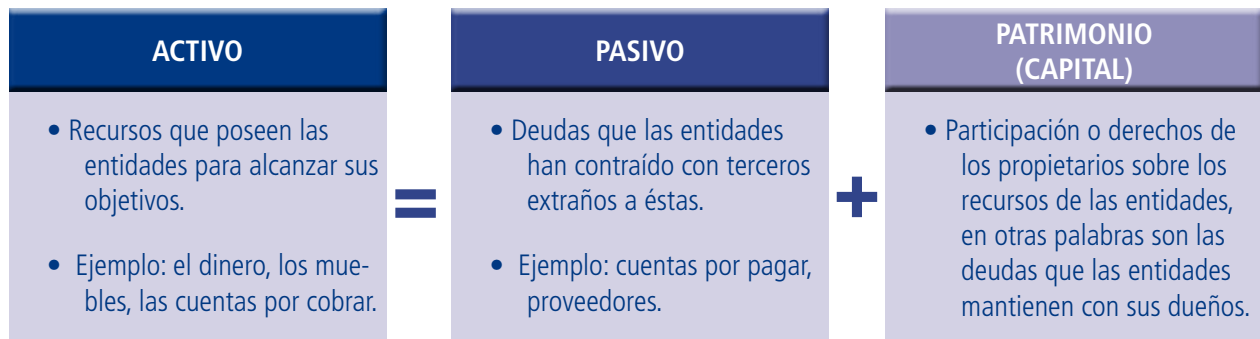 ACTIVO
• Recursos que poseen las
entidades para alcanzar sus
objetivos.
• Ejemplo: el dinero, los mue-
bles, las cuentas por cobrar.
=
PASIVO
• Deudas que las entidades
han contraído con terceros
extraños a éstas.
• Ejemplo: cuentas por pagar,
proveedores.
+
PATRIMONIO
(CAPITAL)
• Participación o derechos de
los propietarios sobre los
recursos de las entidades,
en otras palabras son las
deudas que las entidades
mantienen con sus dueños.